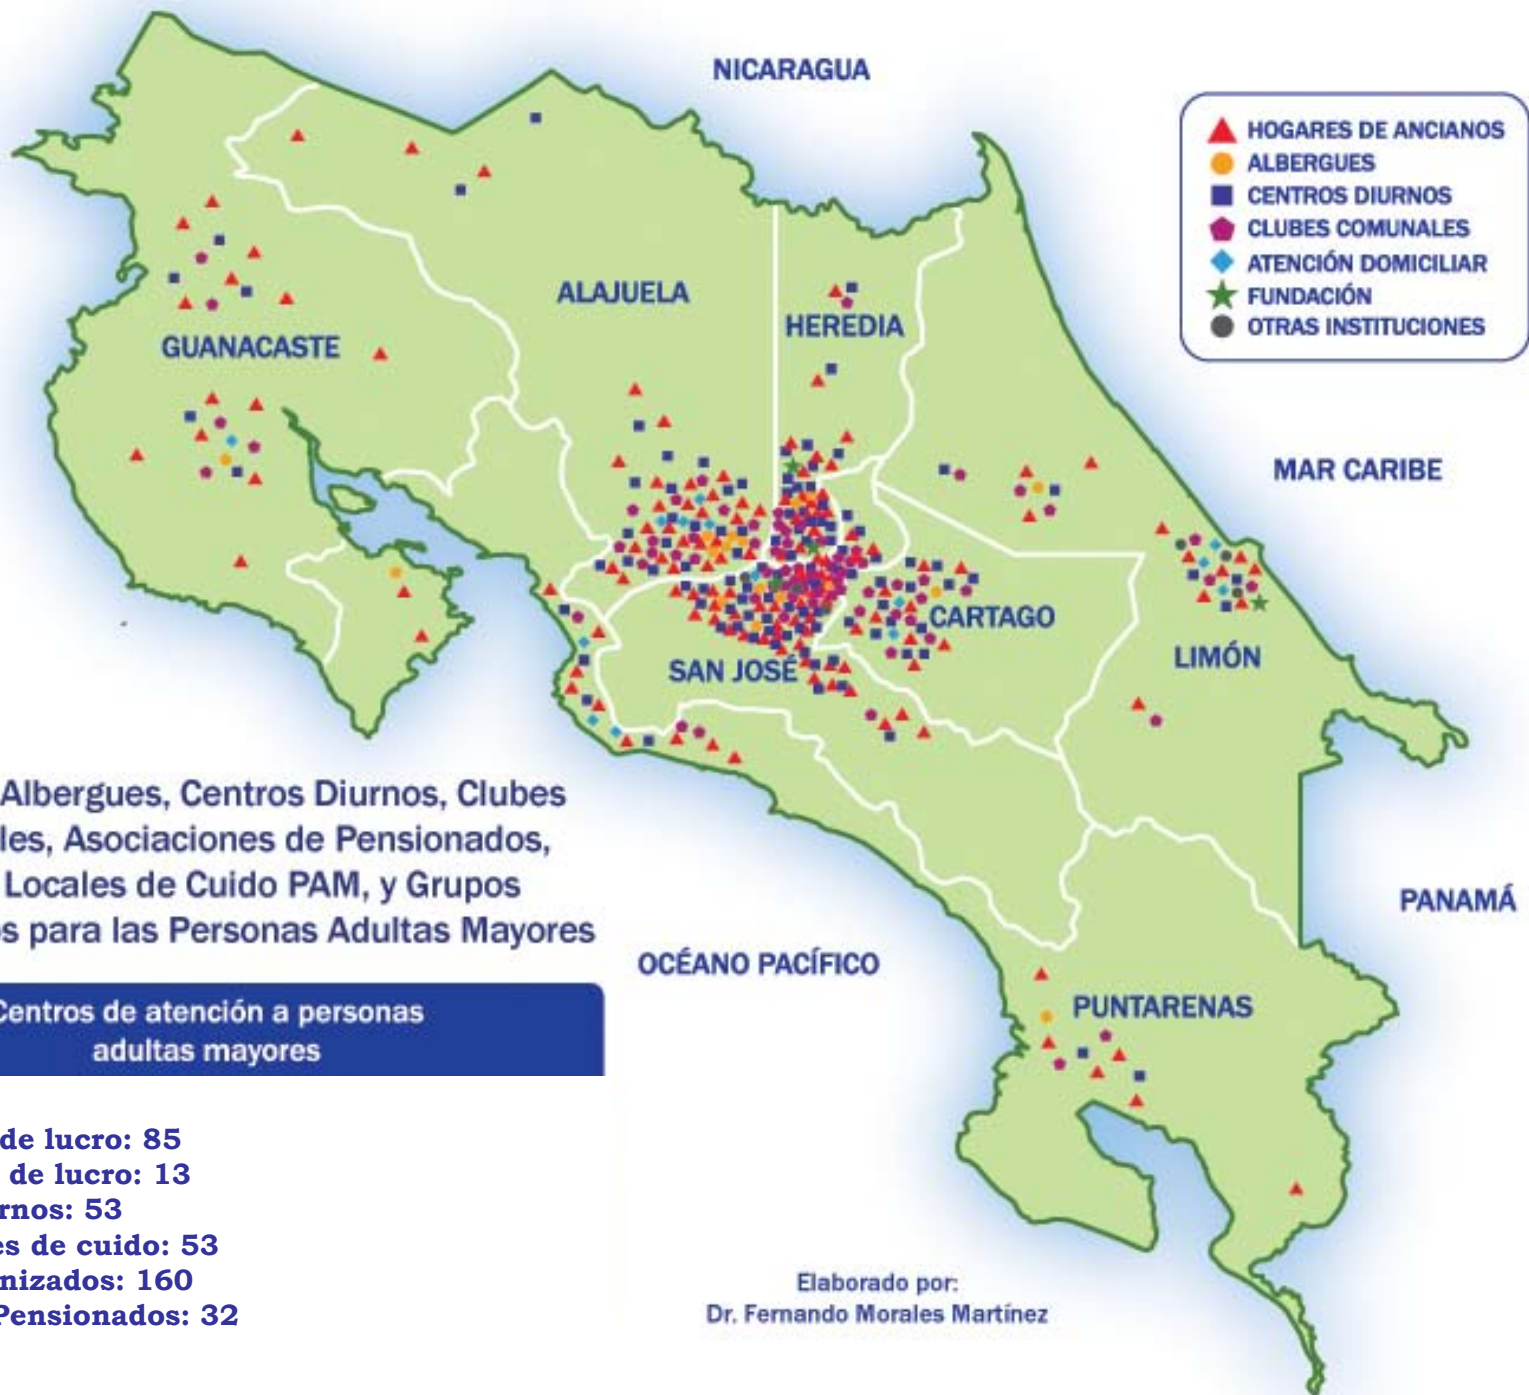 NICARAGUA
HOGARES DE ANCIANOS
ALBERGUES
CENTROS DIURNOS
CLUBES COMUNALES
ATENCIÓN DOMICILIAR
FUNDACIÓN
OTRAS INSTITUCIONES
ALAJUELA
HEREDIA
GUANACASTE
MAR CARIBE
CARTAGO
LIMÓN
SAN JOSÉ
Albergues, Centros Diurnos, Clubes
les, Asociaciones de Pensionados,
Locales de Cuido PAM, y Grupos
os para las Personas Adultas Mayores
PANAMÁ
OCÉANO PACÍFICO
PUNTARENAS
Centros de atención a personas
adultas mayores
de lucro: 85
de lucro: 13
rnos: 53
es de cuido: 53
nizados: 160
Pensionados: 32
Elaborado por:
Dr. Fernando Morales Martínez